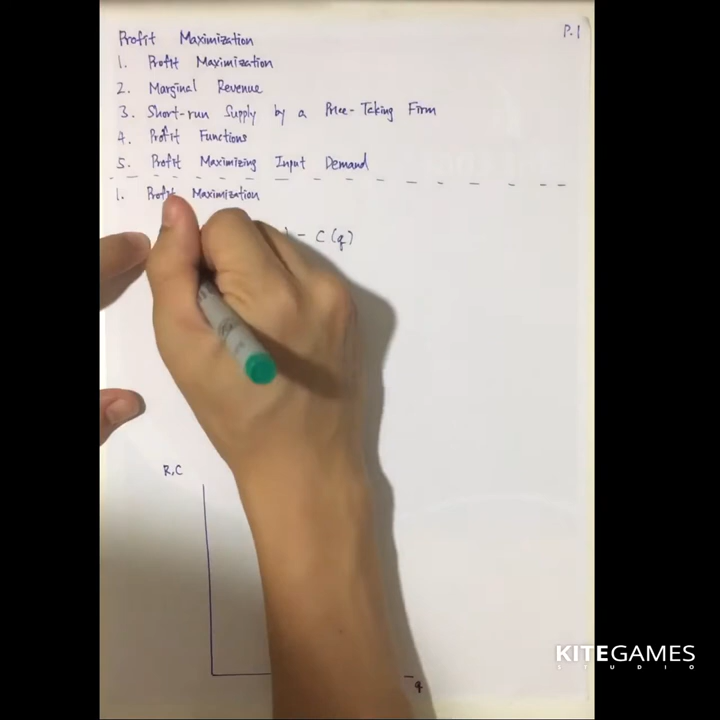 P.1
Profit Maximization
1. Profit Maximization
2. Marginal Revenue
3. Short-run Supply by a Price-Taking Firm
4. Profit Functions
5. Profit Maximizing Input Demand
1. Profit Maximization
) - C(q)
R,C
q
KITEGAMES
STUDIO